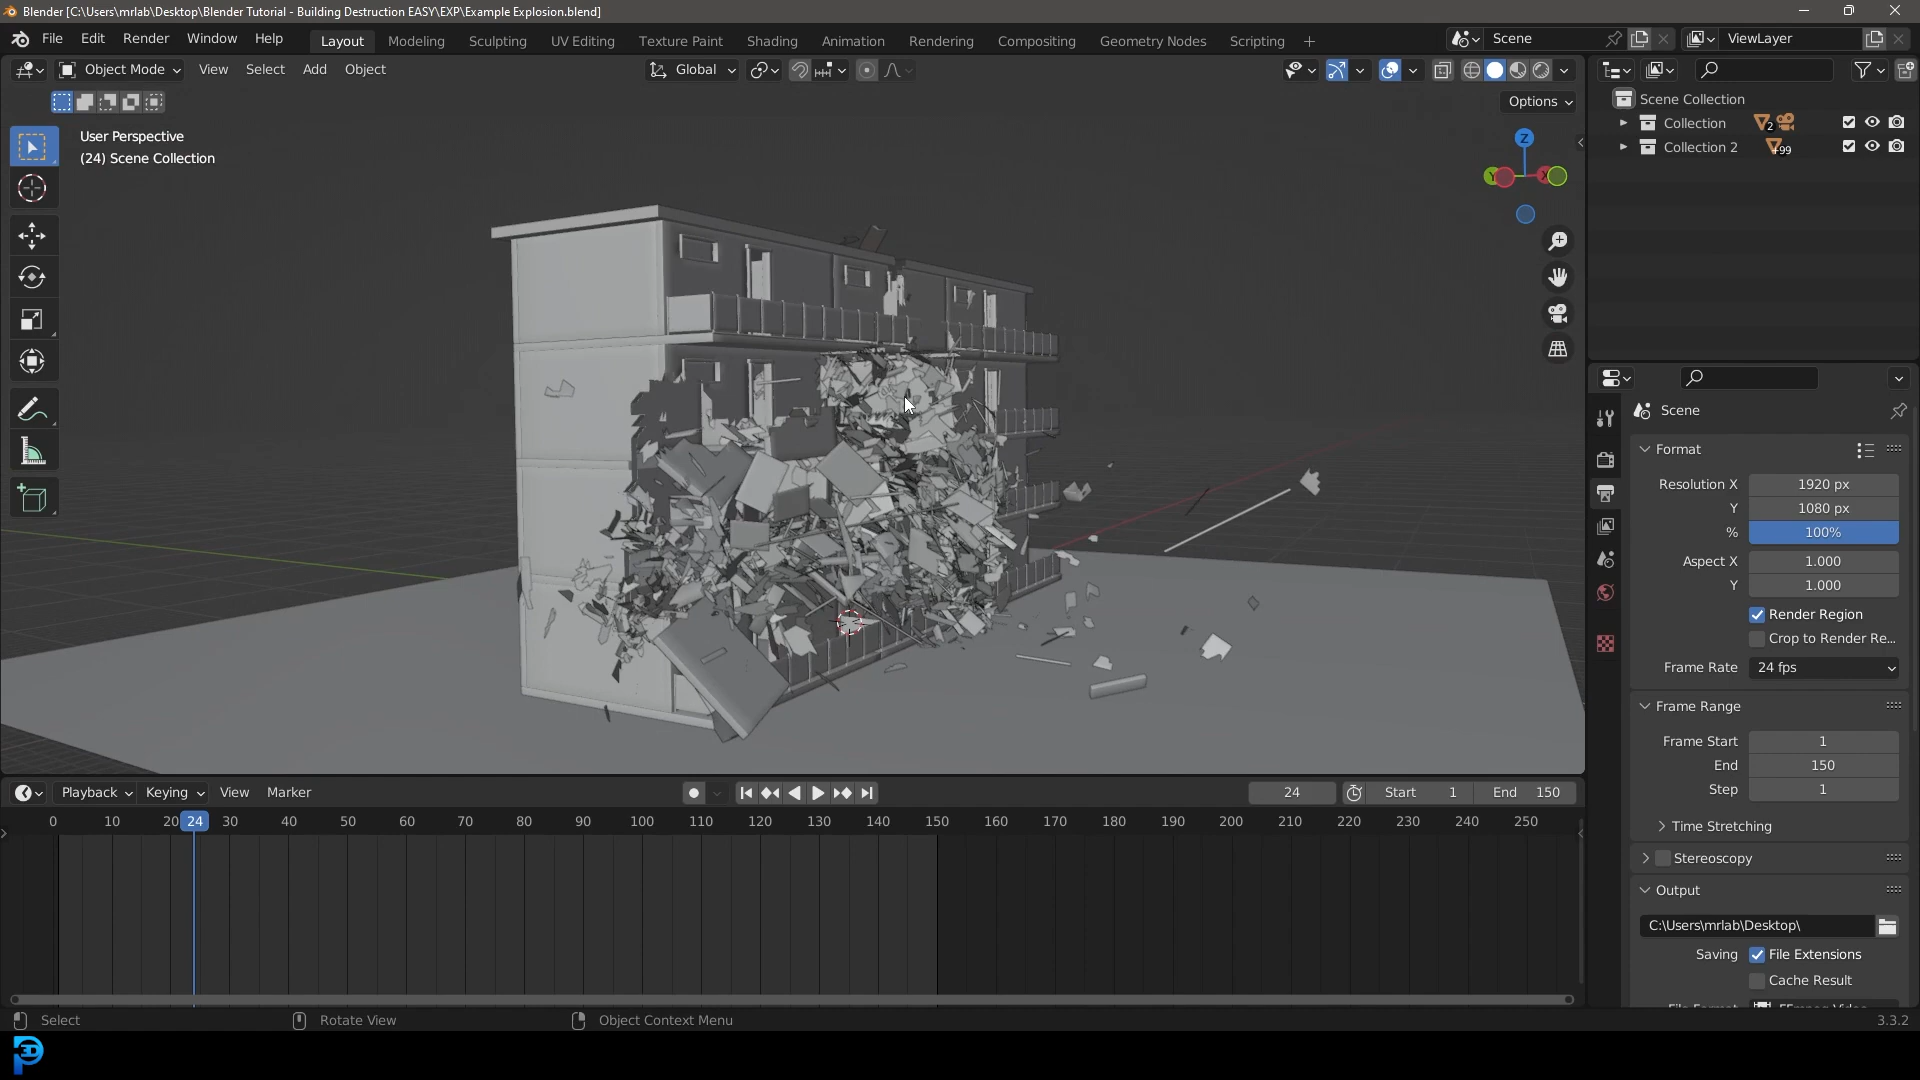 Blender [C:\Users\mrlab\Desktop\Blender Tutorial - Building Destruction EASY\EXP\Example Explosion.blend]
File Edit Render Window Help
Layout Modeling Sculpting UV Editing Texture Paint Shading Animation Rendering Compositing Geometry Nodes Scripting +
Scene
ViewLayer
Object Mode View Select Add Object
Global
Options
User Perspective
(24) Scene Collection
Z
Y
X
Scene Collection
Collection 2
Collection 2 +99
Scene
Format
Resolution X 1920 px
Y 1080 px
% 100%
Aspect X 1.000
Y 1.000
Render Region
Crop to Render Re...
Frame Rate 24 fps
Frame Range
Frame Start 1
End 150
Step 1
Time Stretching
Stereoscopy
Output
C:\Users\mrlab\Desktop\
Saving File Extensions
Cache Result
Playback Keying View Marker
24 Start 1 End 150
0 10 20 24 30 40 50 60 70 80 90 100 110 120 130 140 150 160 170 180 190 200 210 220 230 240 250
Select Rotate View Object Context Menu
3.3.2
P3D